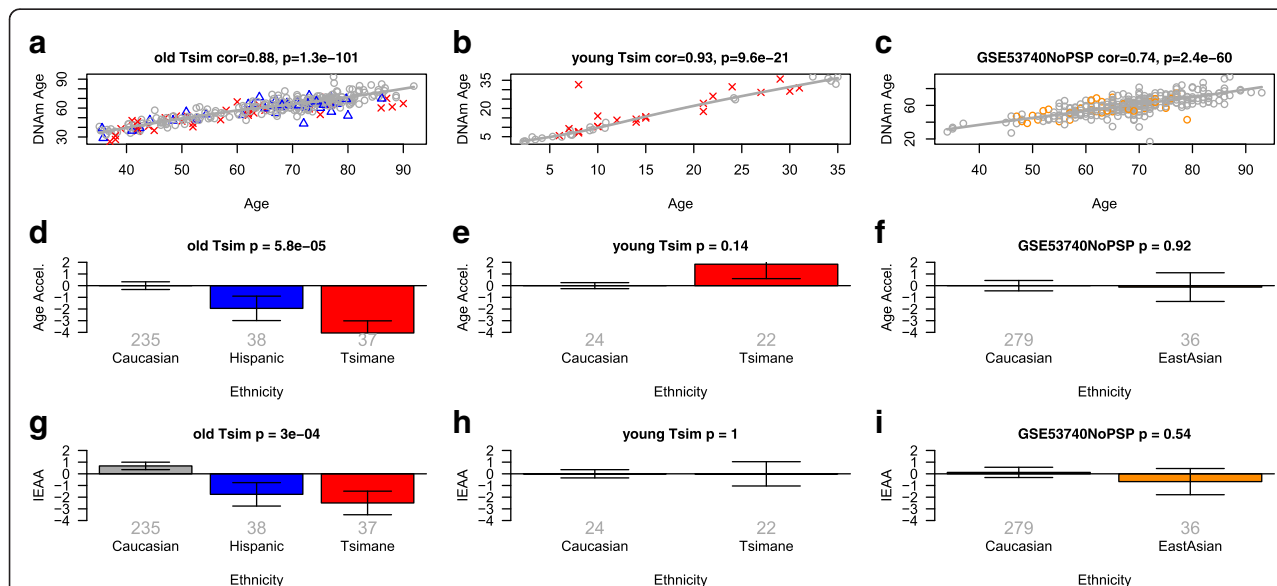 a
old Tsim cor=0.88, p=1.3e-101
DNAm Age
30
60
90
40 50 60 70 80 90
Age
b
young Tsim cor=0.93, p=9.6e-21
DNAm Age
5
20
35
5 10 15 20 25 30 35
Age
c
GSE53740NoPSP cor=0.74, p=2.4e-60
DNAm Age
20
60
40 50 60 70 80 90
Age
d
old Tsim p = 5.8e-05
Age Accel.
2
1
0
−1
−2
−3
−4
235 38 37
Caucasian Hispanic Tsimane
Ethnicity
e
young Tsim p = 0.14
Age Accel.
2
1
0
−1
−2
−3
−4
24 22
Caucasian Tsimane
Ethnicity
f
GSE53740NoPSP p = 0.92
Age Accel.
2
1
0
−1
−2
−3
−4
279 36
Caucasian EastAsian
Ethnicity
g
old Tsim p = 3e-04
IEAA
2
1
0
−1
−2
−3
−4
235 38 37
Caucasian Hispanic Tsimane
Ethnicity
h
young Tsim p = 1
IEAA
2
1
0
−1
−2
−3
−4
24 22
Caucasian Tsimane
Ethnicity
i
GSE53740NoPSP p = 0.54
IEAA
2
1
0
−1
−2
−3
−4
279 36
Caucasian EastAsian
Ethnicity